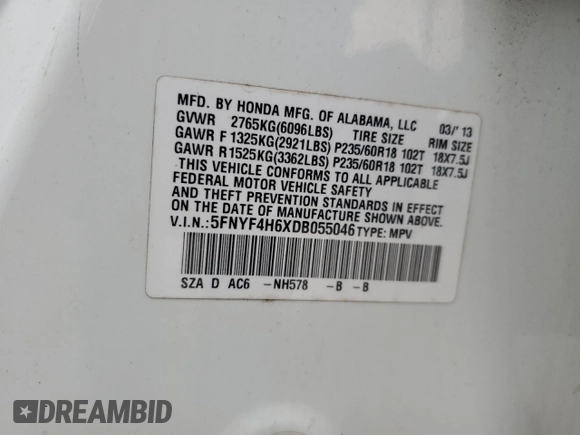 MFD. BY HONDA MFG. OF ALABAMA, LLC 03/'13
GVWR 2765KG(6096LBS) TIRE SIZE RIM SIZE
GAWR F 1325KG(2921LBS) P235/60R18 102T 18X7.5J
GAWR R 1525KG(3362LBS) P235/60R18 102T 18X7.5J
THIS VEHICLE CONFORMS TO ALL APPLICABLE
FEDERAL MOTOR VEHICLE SAFETY
AND THEFT PREVENTION STANDARDS IN EFFECT
ON THE DATE OF MANUFACTURE SHOWN ABOVE.
V.I.N.:5FNYF4H6XDB055046 TYPE: MPV
SZA D AC6 -NH578 -B -B
DREAMBID